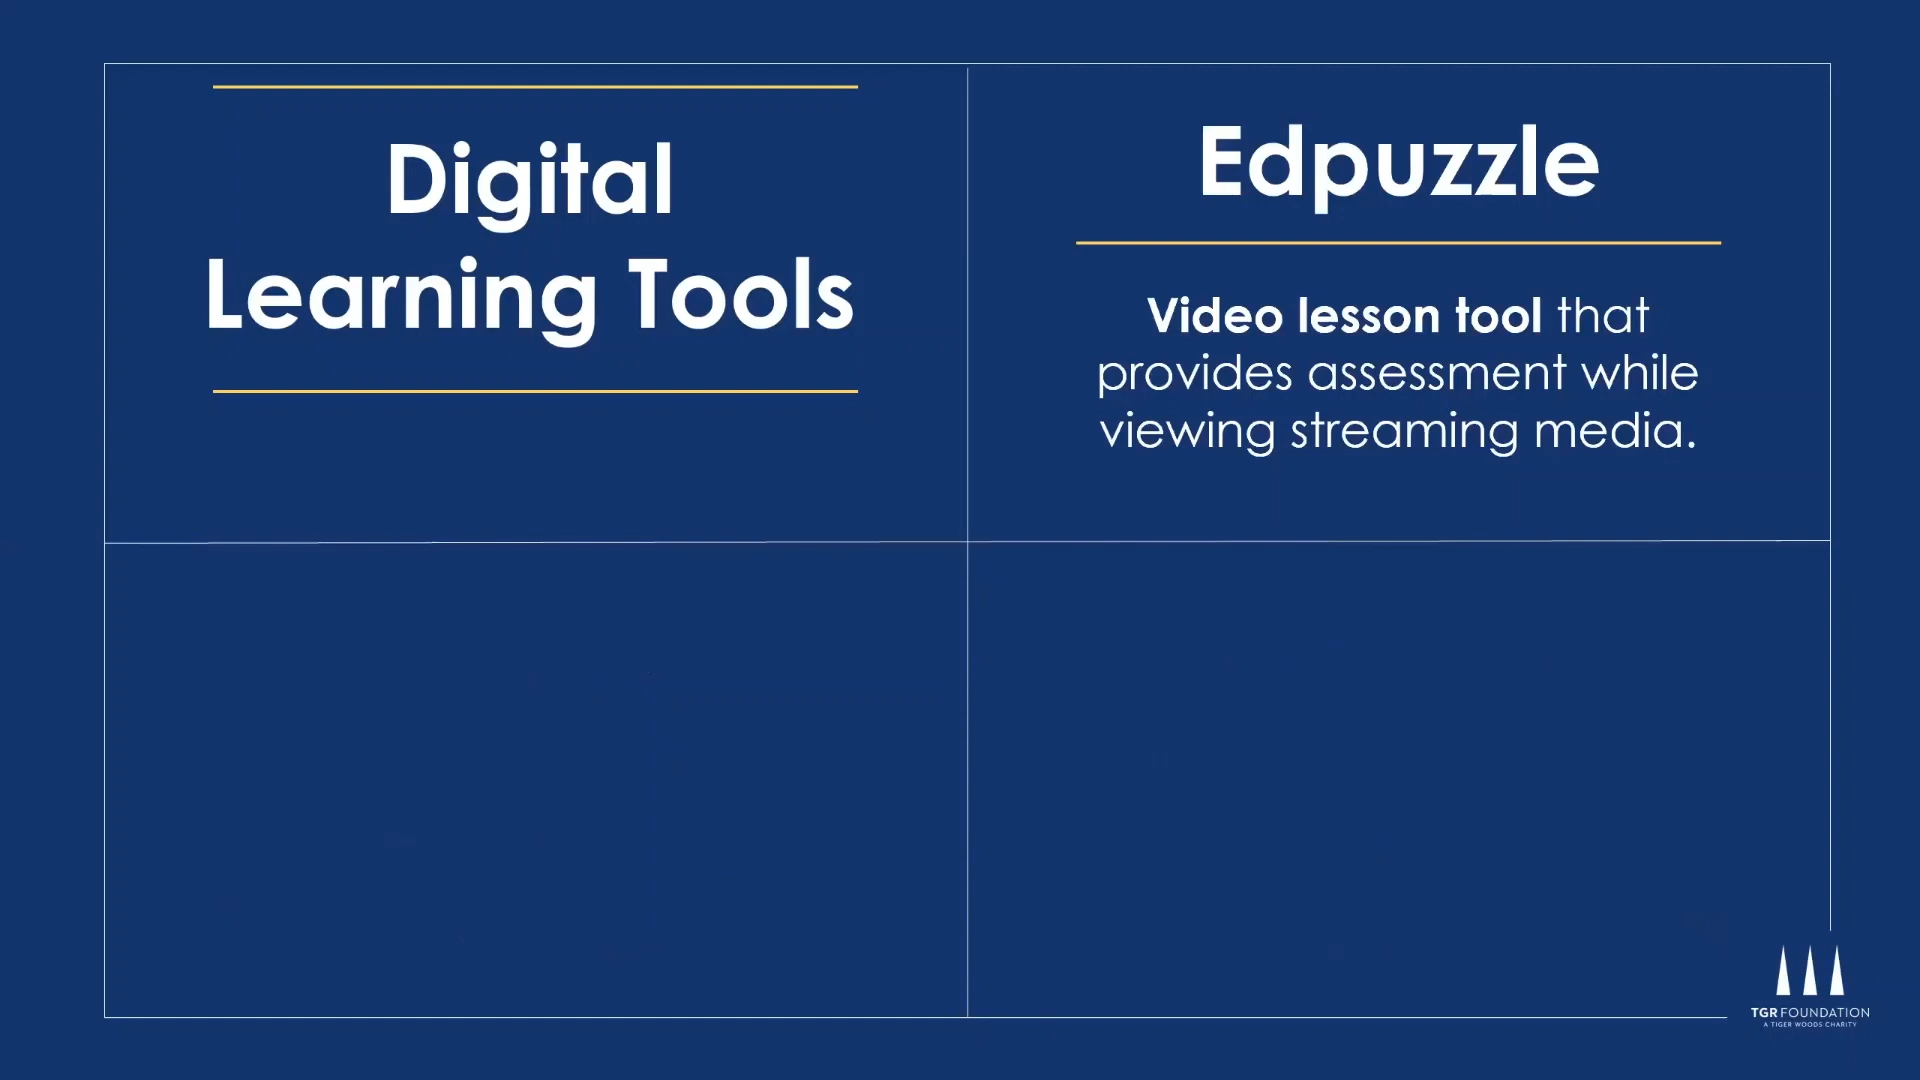 Digital
Learning Tools
Edpuzzle
Video lesson tool that
provides assessment while
viewing streaming media.
TGR FOUNDATION
A TIGER WOODS CHARITY